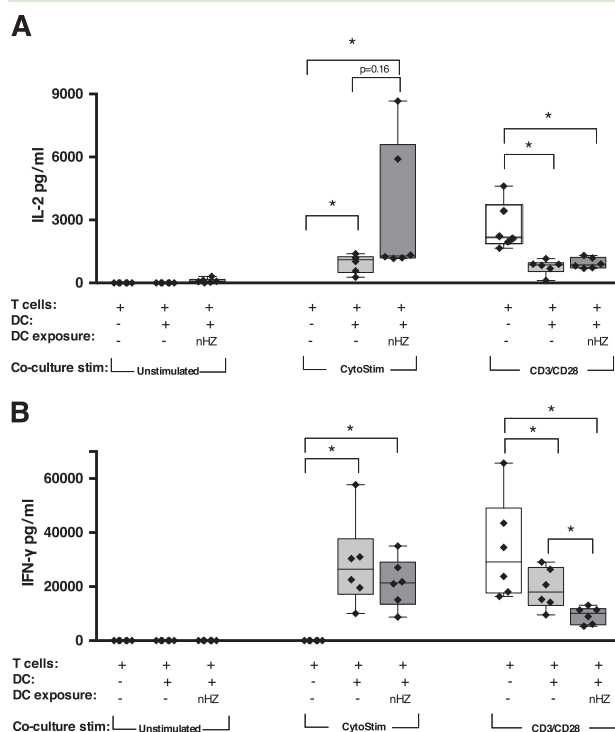 A
*
p=0.16
9000
*
*
6000
IL-2 pg/ml
*
3000
0
T cells: + + + + + + + + +
DC: - + + - + + - + +
DC exposure: - - nHZ - - nHZ - - nHZ
Co-culture stim: Unstimulated CytoStim CD3/CD28
B
*
*
*
*
60000
*
40000
IFN-γ pg/ml
20000
0
T cells: + + + + + + + + +
DC: - + + - + + - + +
DC exposure: - - nHZ - - nHZ - - nHZ
Co-culture stim: Unstimulated CytoStim CD3/CD28